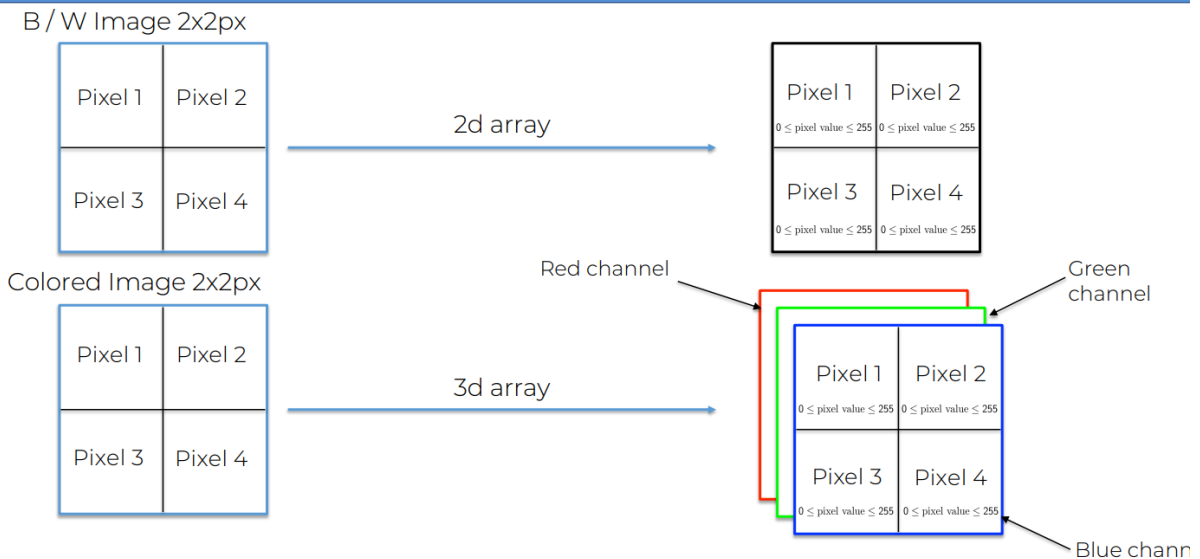 B / W Image 2x2px
Pixel 1
Pixel 2
Pixel 3
Pixel 4
2d array
Pixel 1
0 ≤ pixel value ≤ 255
Pixel 2
0 ≤ pixel value ≤ 255
Pixel 3
0 ≤ pixel value ≤ 255
Pixel 4
0 ≤ pixel value ≤ 255
Colored Image 2x2px
Pixel 1
Pixel 2
Pixel 3
Pixel 4
3d array
Red channel
Green
channel
Pixel 1
0 ≤ pixel value ≤ 255
Pixel 2
0 ≤ pixel value ≤ 255
Pixel 3
0 ≤ pixel value ≤ 255
Pixel 4
0 ≤ pixel value ≤ 255
Blue chann